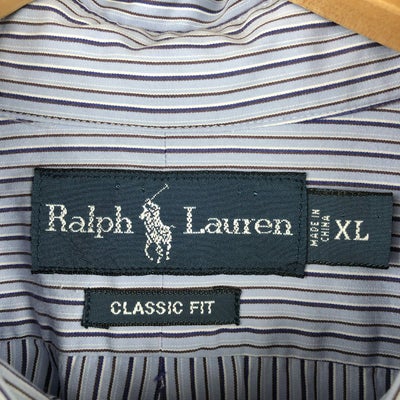 Ralph Lauren
MADE IN
CHINA
XL
CLASSIC FIT